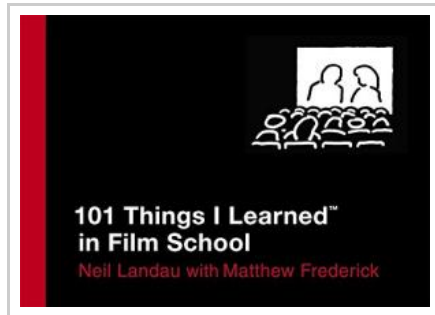 101 Things I Learned™
in Film School
Neil Landau with Matthew Frederick